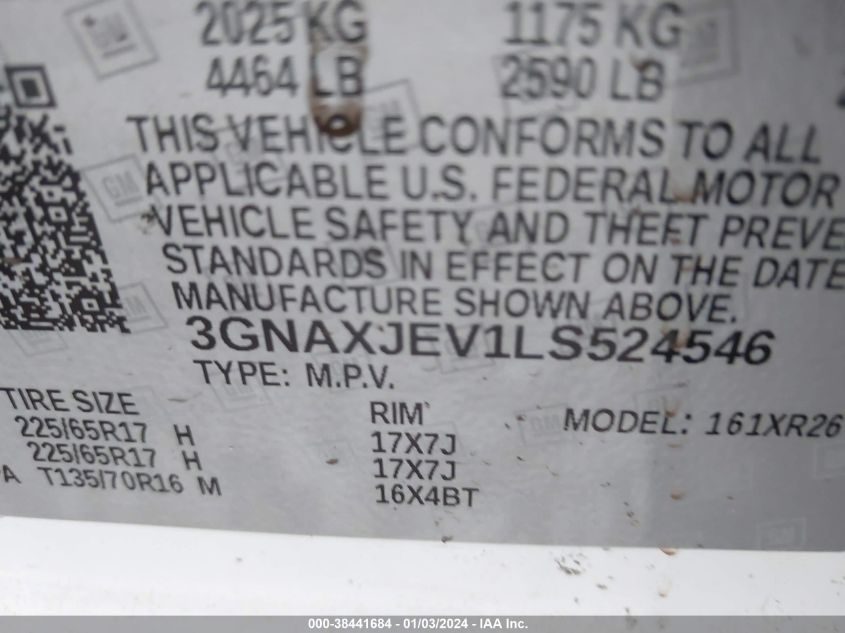 2025 KG 1175 KG
4464 LB 2590 LB
THIS VEHICLE CONFORMS TO ALL
APPLICABLE U.S. FEDERAL MOTOR
VEHICLE SAFETY AND THEFT PREVE
STANDARDS IN EFFECT ON THE DATE
MANUFACTURE SHOWN ABOVE.
3GNAXJEV1LS524546
TYPE: M.P.V.
TIRE SIZE RIM MODEL: 161XR26
225/65R17 H 17X7J
225/65R17 H 17X7J
PA T135/70R16 M 16X4BT
000-38441684 - 01/03/2024 - IAA Inc.